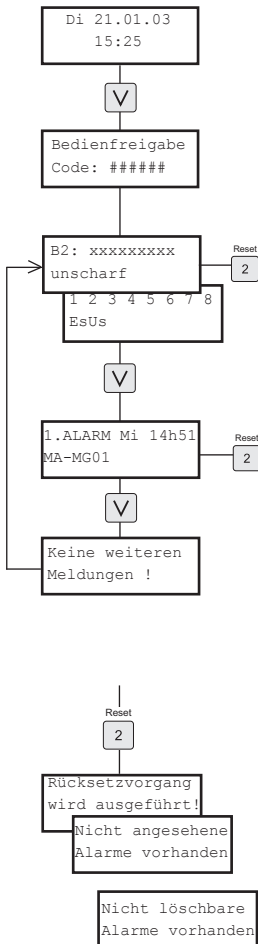 Di 21.01.03
15:25
Bedienfreigabe
Code: ######
B2: xxxxxxxxx
unscharf
Reset
2
1 2 3 4 5 6 7 8
EsUs
1.ALARM Mi 14h51
MA-MG01
Reset
2
Keine weiteren
Meldungen !
Reset
2
Rücksetzvorgang
wird ausgeführt!
Nicht angesehene
Alarme vorhanden
Nicht löschbare
Alarme vorhanden